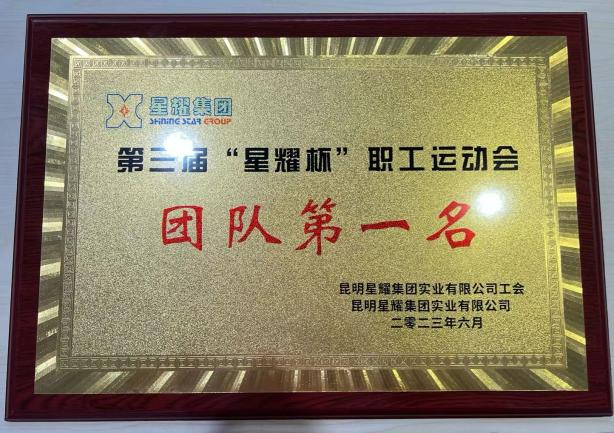 星耀集团
SHINING STAR GROUP
第三届“星耀杯”职工运动会
团队第一名
昆明星耀集团实业有限公司工会
昆明星耀集团实业有限公司
二零二三年六月